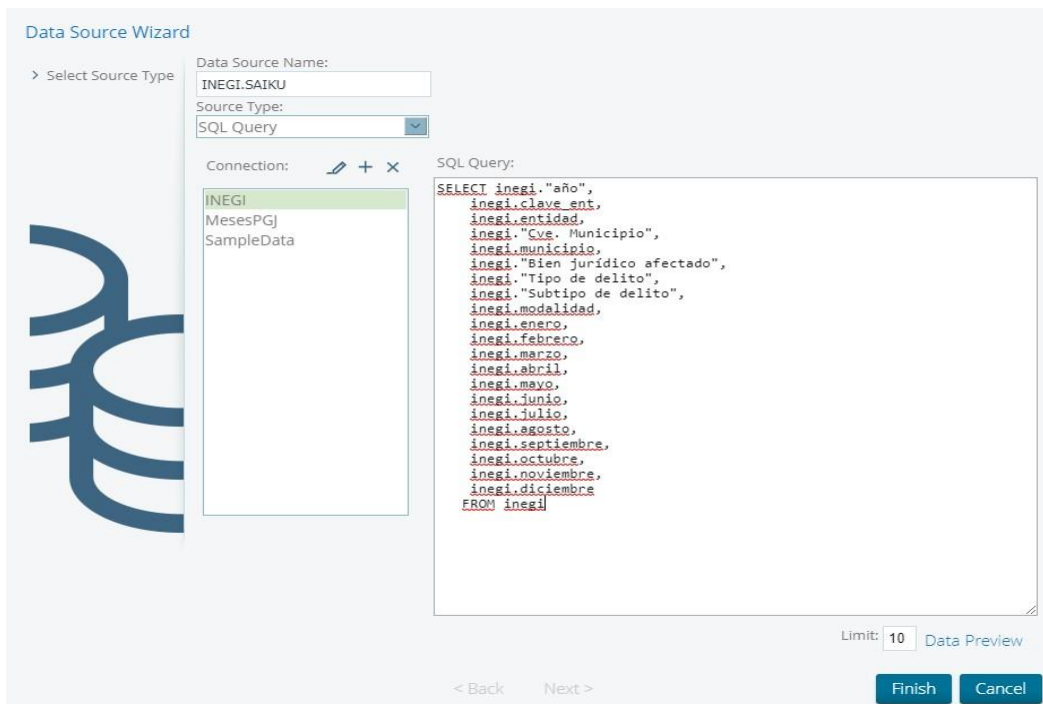 Data Source Wizard
> Select Source Type
Data Source Name:
INEGI.SAIKU
Source Type:
SQL Query
Connection:
INEGI
MesesPGJ
SampleData
SQL Query:
SELECT inegi."año",
inegi.clave_ent,
inegi.entidad,
inegi."Cve. Municipio",
inegi.municipio,
inegi."Bien jurídico afectado",
inegi."Tipo de delito",
inegi."Subtipo de delito",
inegi.modalidad,
inegi.enero,
inegi.febrero,
inegi.marzo,
inegi.abril,
inegi.mayo,
inegi.junio,
inegi.julio,
inegi.agosto,
inegi.septiembre,
inegi.octubre,
inegi.noviembre,
inegi.diciembre
FROM inegi
Limit: 10 Data Preview
< Back Next > Finish Cancel